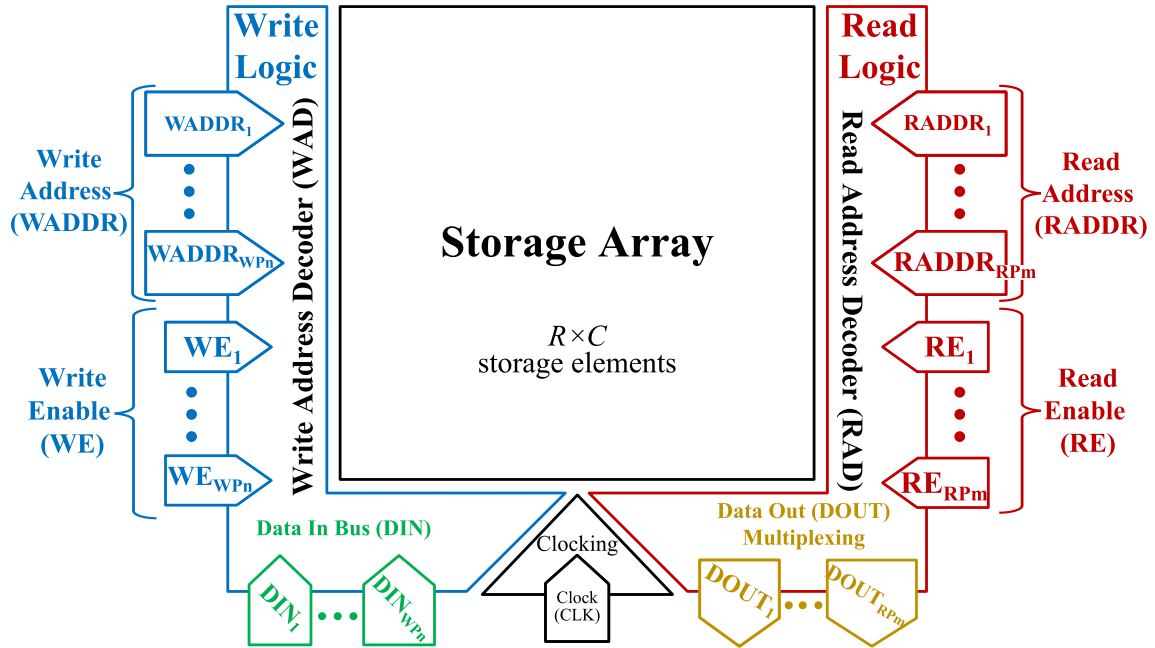 Write
Logic
Storage Array
R×C
storage elements
Read
Logic
Write
Address
(WADDR)
WADDR1
WADDRWPn
Write Address Decoder (WAD)
Write
Enable
(WE)
WE1
WEWPn
Read Address Decoder (RAD)
RADDR1
RADDRRPm
Read
Address
(RADDR)
RE1
RERPm
Read
Enable
(RE)
Data In Bus (DIN)
DIN1
DINWPn
Clocking
Clock
(CLK)
Data Out (DOUT)
Multiplexing
DOUT1
DOUTRPm